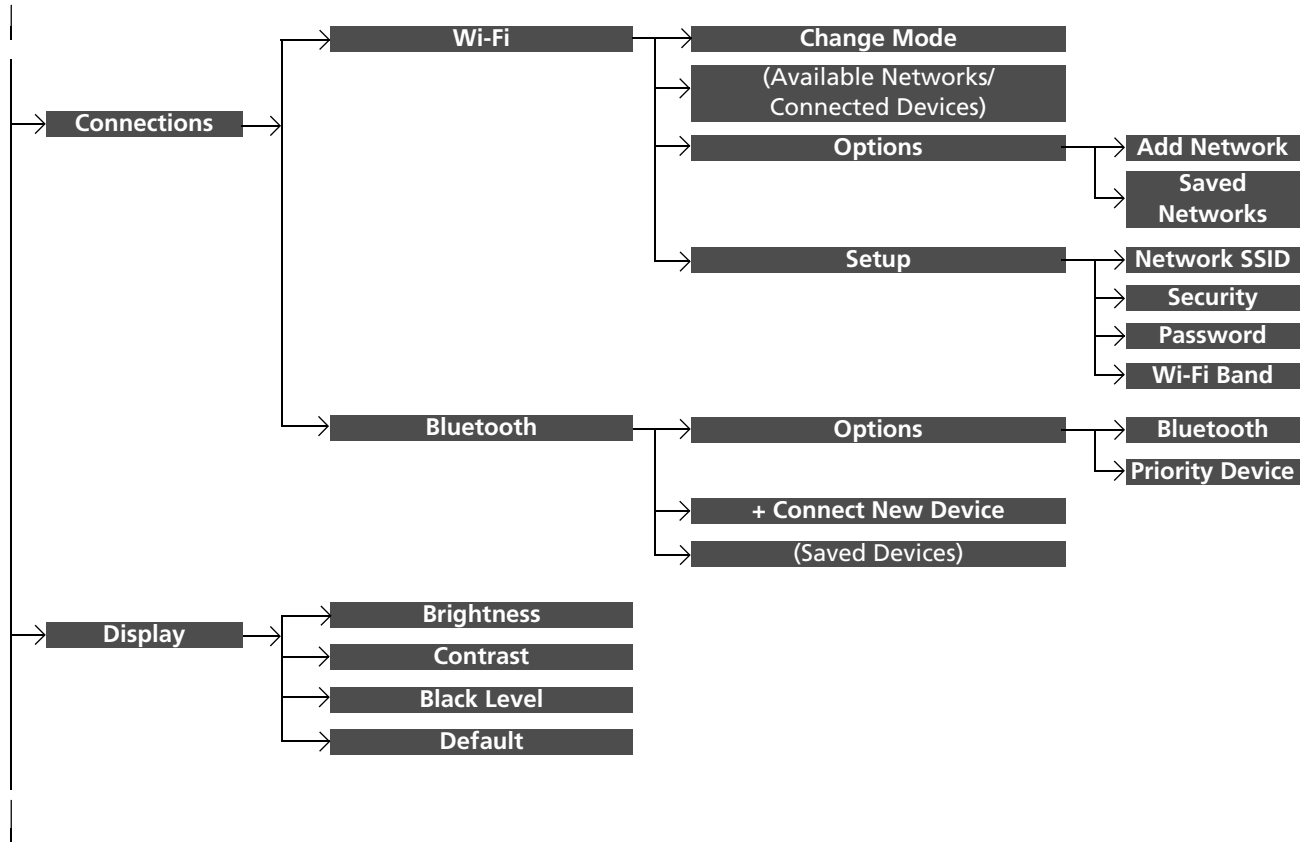 Wi-Fi
Change Mode
(Available Networks/
Connected Devices)
Connections
Options
Add Network
Saved
Networks
Setup
Network SSID
Security
Password
Wi-Fi Band
Bluetooth
Options
Bluetooth
Priority Device
+ Connect New Device
(Saved Devices)
Display
Brightness
Contrast
Black Level
Default